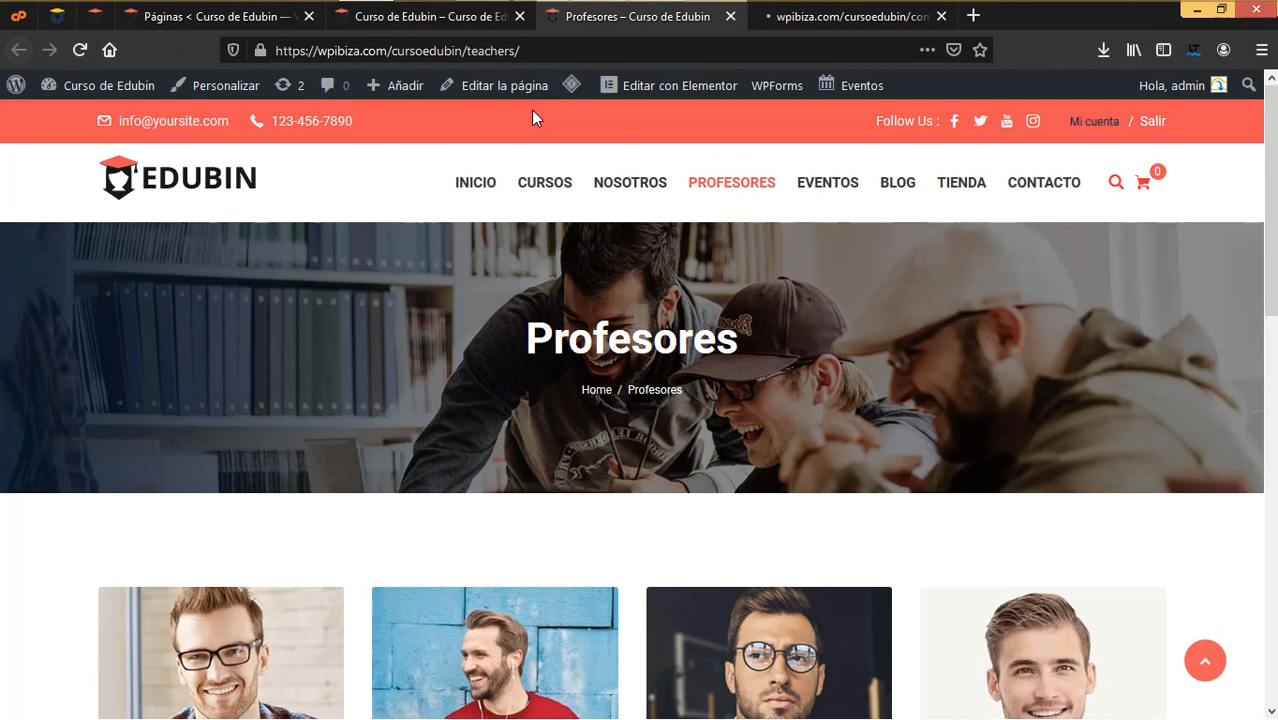 Páginas < Curso de Edubin —
Curso de Edubin – Curso de Ed
Profesores – Curso de Edubin
wpibiza.com/cursoedubin/con
https://wpibiza.com/cursoedubin/teachers/
Curso de Edubin
Personalizar
2
0
Añadir
Editar la página
Editar con Elementor
WPForms
Eventos
Hola, admin
info@yoursite.com
123-456-7890
Follow Us :
Mi cuenta / Salir
EDUBIN
INICIO
CURSOS
NOSOTROS
PROFESORES
EVENTOS
BLOG
TIENDA
CONTACTO
0
Profesores
Home / Profesores